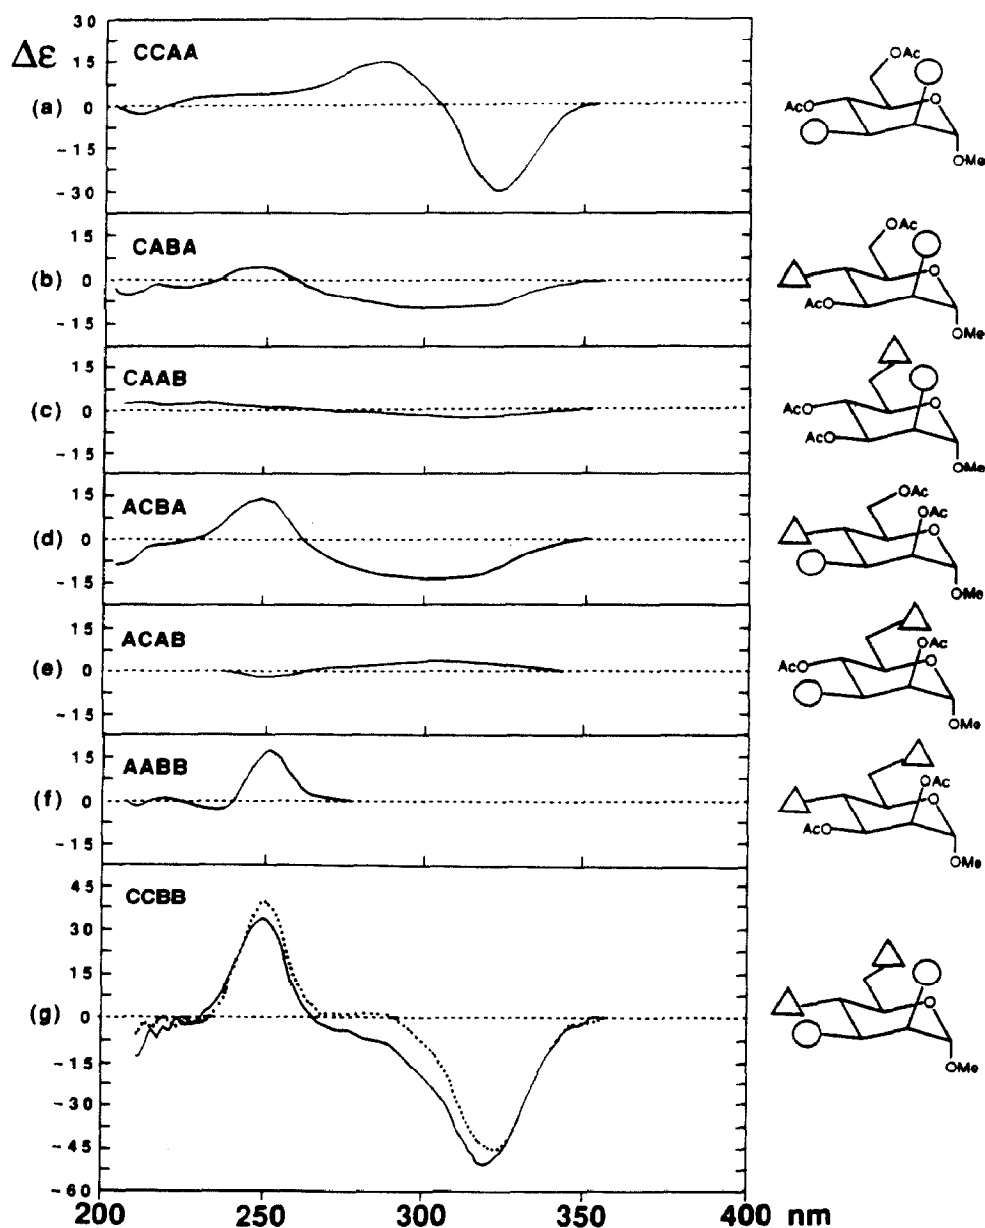 Δε
30
15
0
-15
-30
(a)
CCAA
OAc
AcO
O
OMe
15
0
-15
(b)
CABA
OAc
O
AcO
OMe
15
0
-15
(c)
CAAB
AcO
O
AcO
OMe
15
0
-15
(d)
ACBA
OAc
OAc
O
OMe
15
0
-15
(e)
ACAB
OAc
AcO
O
OMe
15
0
-15
(f)
AABB
OAc
O
AcO
OMe
45
30
15
0
-15
-30
-45
-60
(g)
CCBB
O
OMe
200 250 300 350 400 nm